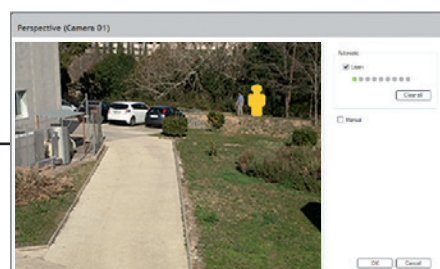 Perspective (Camera 01)
Automatic
Learn
Clear all
Manual
OK
Cancel